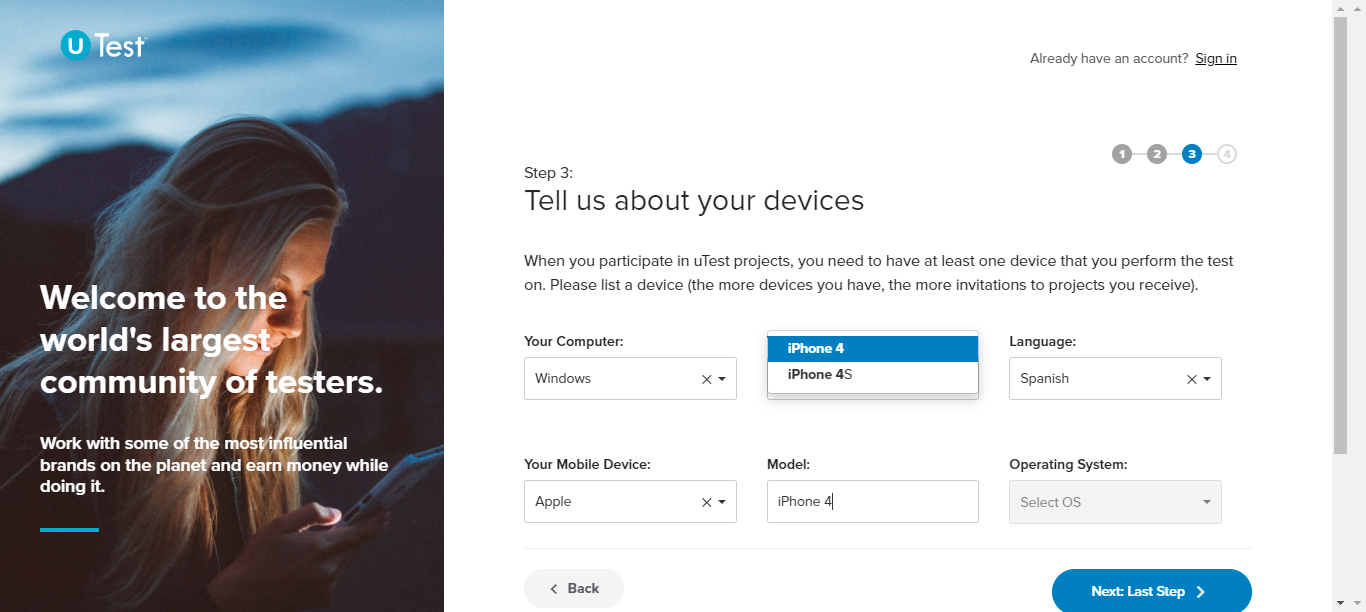 U Test
Already have an account? Sign in
1 2 3 4
Step 3:
Tell us about your devices
When you participate in uTest projects, you need to have at least one device that you perform the test
on. Please list a device (the more devices you have, the more invitations to projects you receive).
Welcome to the
world's largest
community of testers.
Work with some of the most influential
brands on the planet and earn money while
doing it.
Your Computer:
Windows
iPhone 4
iPhone 4S
Language:
Spanish
Your Mobile Device:
Apple
Model:
iPhone 4
Operating System:
Select OS
Back
Next: Last Step